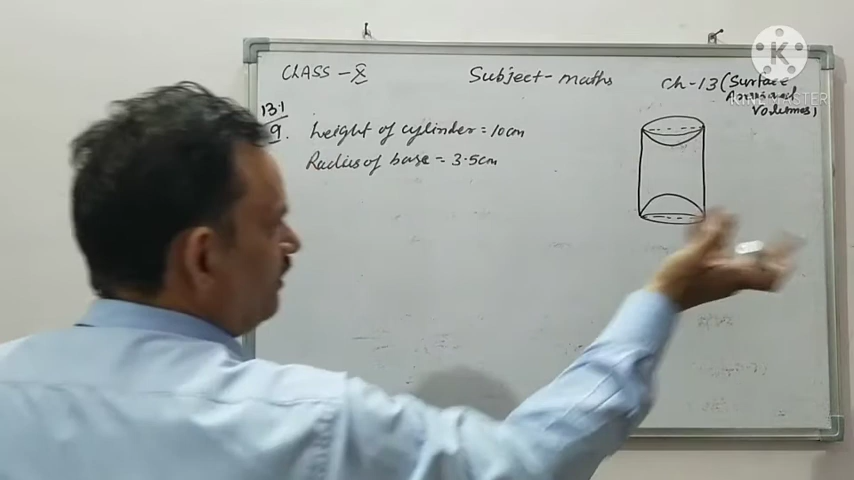 CLASS - X
Subject - maths
Ch-13 (Surface
Areas and
Volumes)
13.1
9. height of cylinder = 10cm
Radius of base = 3.5cm
KINEMASTER